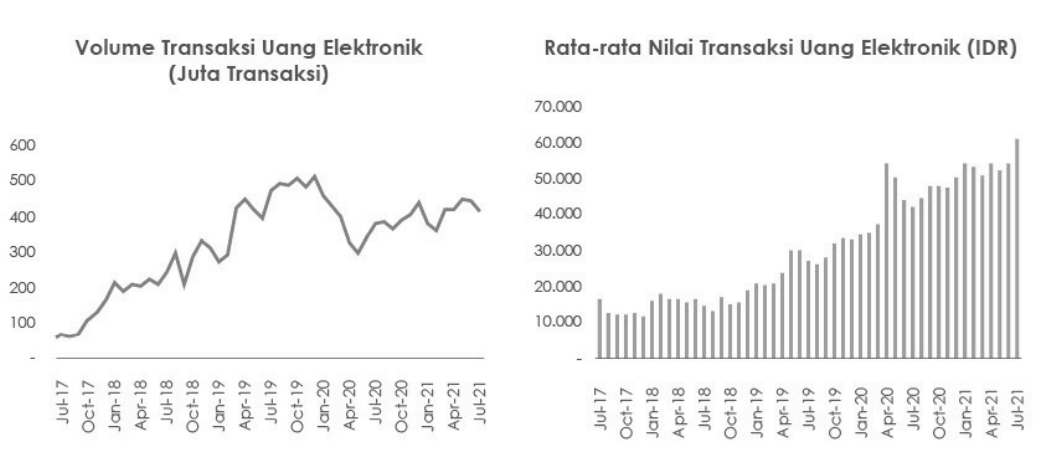 Volume Transaksi Uang Elektronik
(Juta Transaksi)
600
500
400
300
200
100
-
Jul-17
Oct-17
Jan-18
Apr-18
Jul-18
Oct-18
Jan-19
Apr-19
Jul-19
Oct-19
Jan-20
Apr-20
Jul-20
Oct-20
Jan-21
Apr-21
Jul-21
Rata-rata Nilai Transaksi Uang Elektronik (IDR)
70.000
60.000
50.000
40.000
30.000
20.000
10.000
-
Jul-17
Oct-17
Jan-18
Apr-18
Jul-18
Oct-18
Jan-19
Apr-19
Jul-19
Oct-19
Jan-20
Apr-20
Jul-20
Oct-20
Jan-21
Apr-21
Jul-21